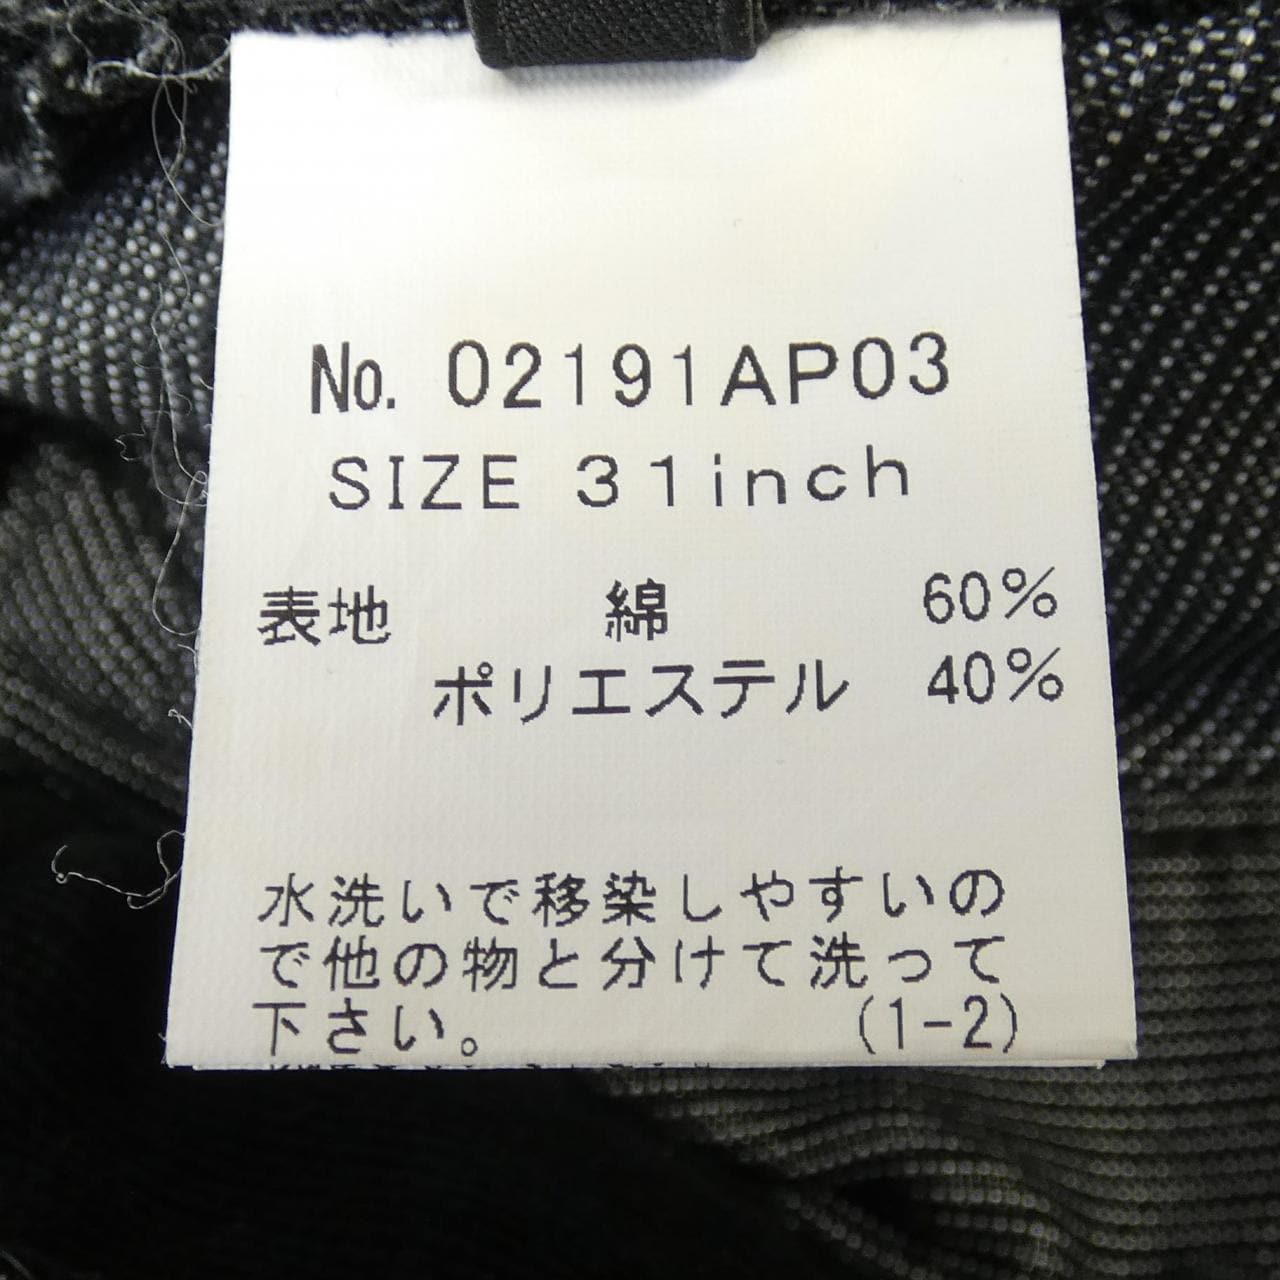 No. 02191AP03
SIZE 31inch
表地 綿 60%
ポリエステル 40%
水洗いで移染しやすいの
で他の物と分けて洗って
下さい。 (1-2)